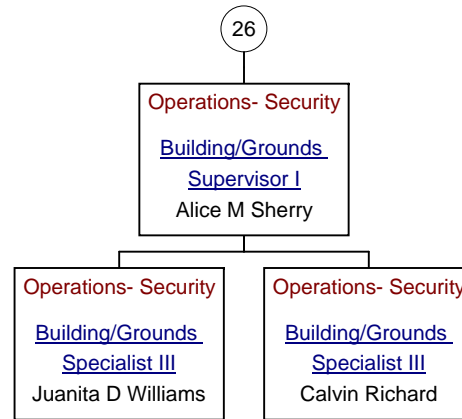 26
Operations- Security
Building/Grounds
Supervisor I
Alice M Sherry
Operations- Security
Building/Grounds
Specialist III
Juanita D Williams
Operations- Security
Building/Grounds
Specialist III
Calvin Richard